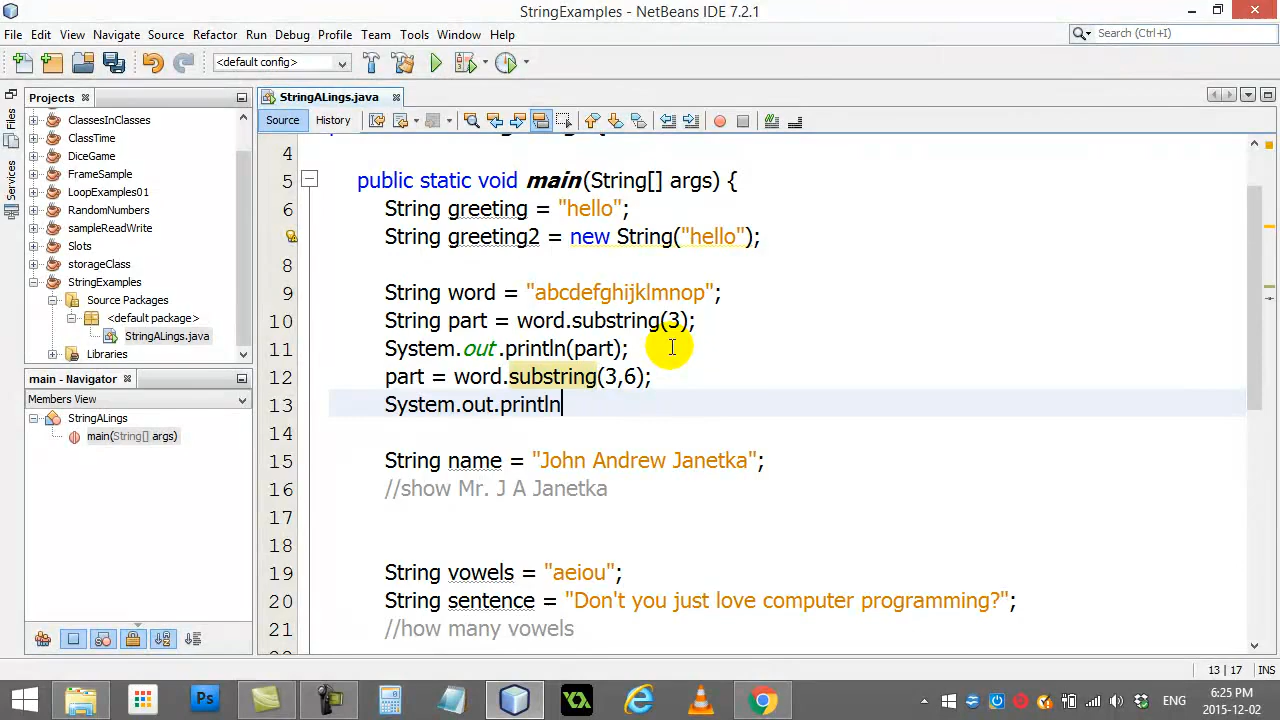 StringExamples - NetBeans IDE 7.2.1
File Edit View Navigate Source Refactor Run Debug Profile Team Tools Window Help
Search (Ctrl+I)
<default config>
Projects
StringALings.java
Files
Services
Source History
ClassesInClasses
ClassTime
DiceGame
FrameSample
LoopExamples01
RandomNumbers
sampleReadWrite
Slots
storageClass
StringExamples
Source Packages
<default package>
StringALings.java
Libraries
main - Navigator
Members View
StringALings
main(String[] args)
4
5 public static void main(String[] args) {
6 String greeting = "hello";
String greeting2 = new String("hello");
8
9 String word = "abcdefghijklmnop";
10 String part = word.substring(3);
11 System.out.println(part);
12 part = word.substring(3,6);
13 System.out.println
14
15 String name = "John Andrew Janetka";
16 //show Mr. J A Janetka
17
18
19 String vowels = "aeiou";
20 String sentence = "Don't you just love computer programming?";
21 //how many vowels
13 | 17 INS
Ps
ENG
6:25 PM
2015-12-02